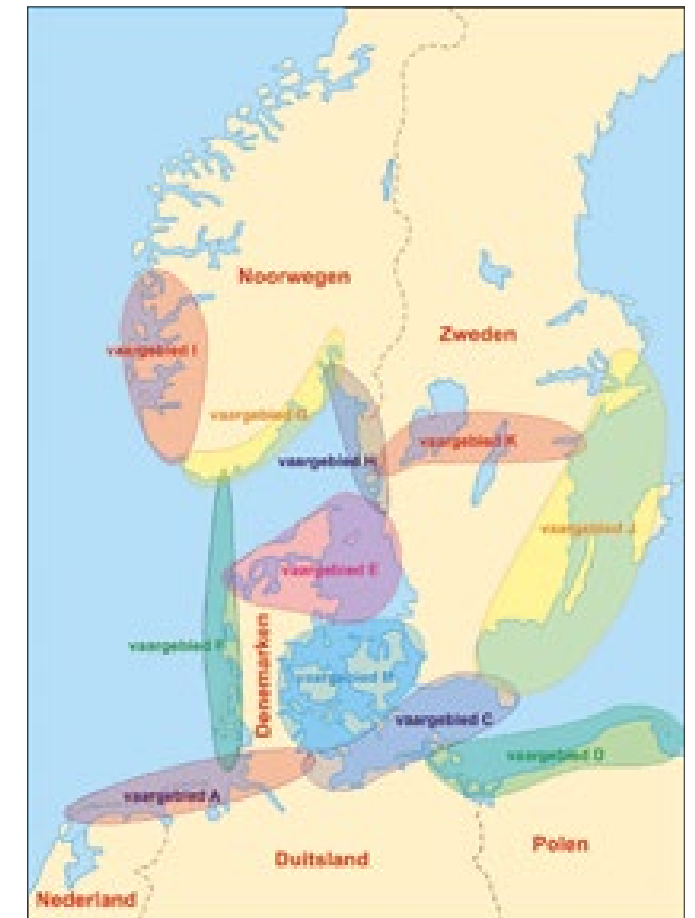 Noorwegen
Zweden
vaargebied I
vaargebied G
vaargebied K
vaargebied H
vaargebied J
vaargebied E
vaargebied F
Denemarken
vaargebied B
vaargebied C
vaargebied D
vaargebied A
Polen
Duitsland
Nederland